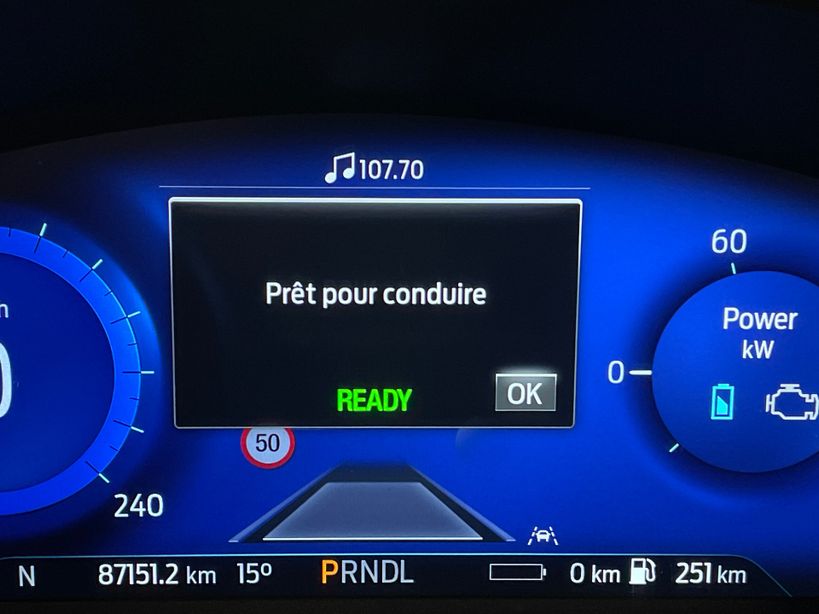 107.70
60
Prêt pour conduire
Power
kW
0
READY
OK
50
240
N
87151.2 km
15º
PRNDL
0 km
251 km